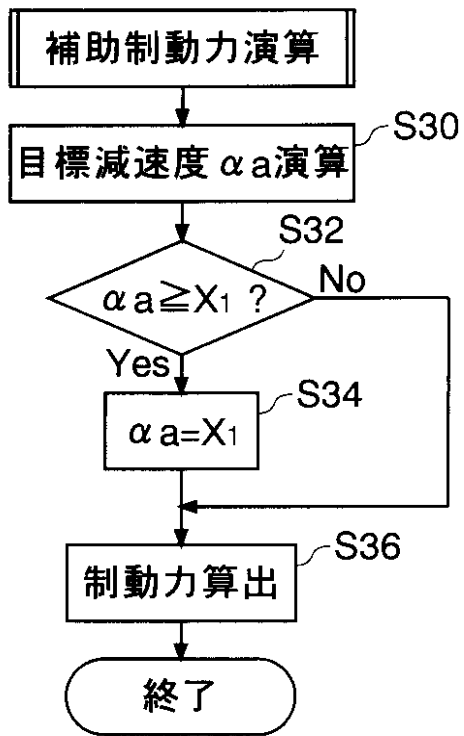 補助制動力演算
目標減速度αa演算
S30
S32
αa≧X1?
No
Yes
S34
αa=X1
制動力算出
S36
終了